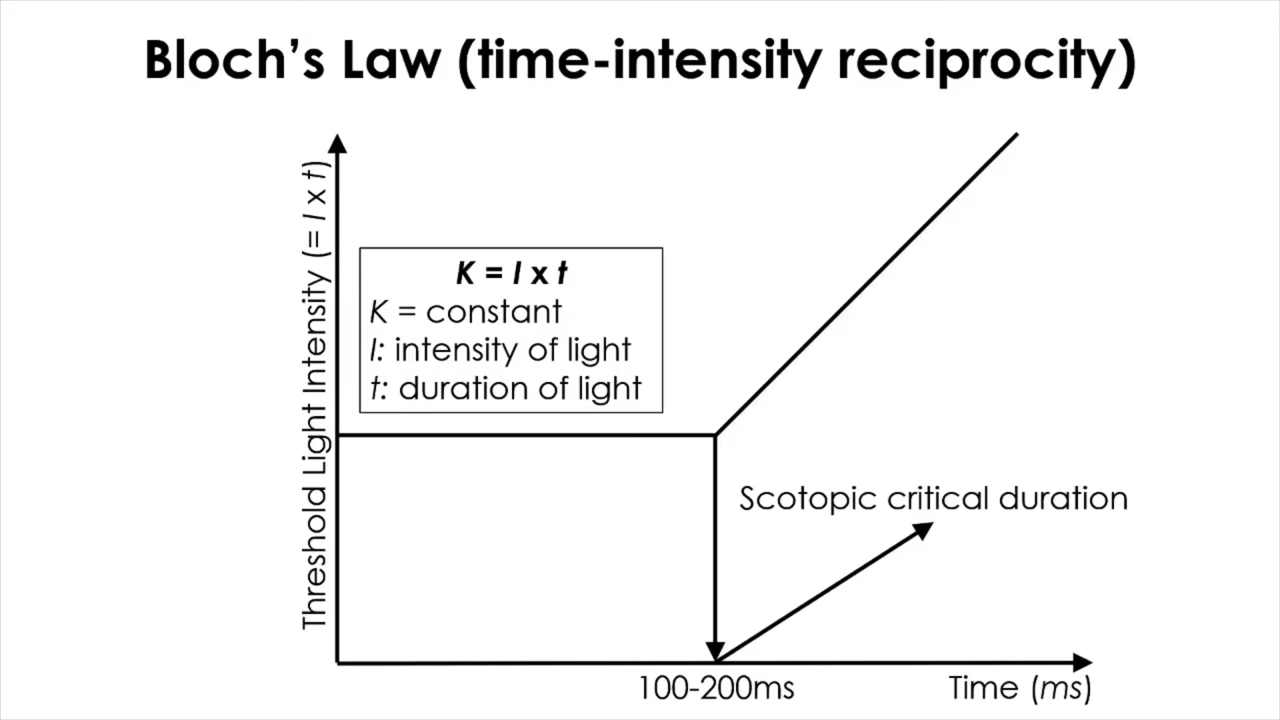 Bloch’s Law (time-intensity reciprocity)
Threshold Light Intensity (= I x t)
K = I x t
K = constant
I: intensity of light
t: duration of light
Scotopic critical duration
100-200ms
Time (ms)